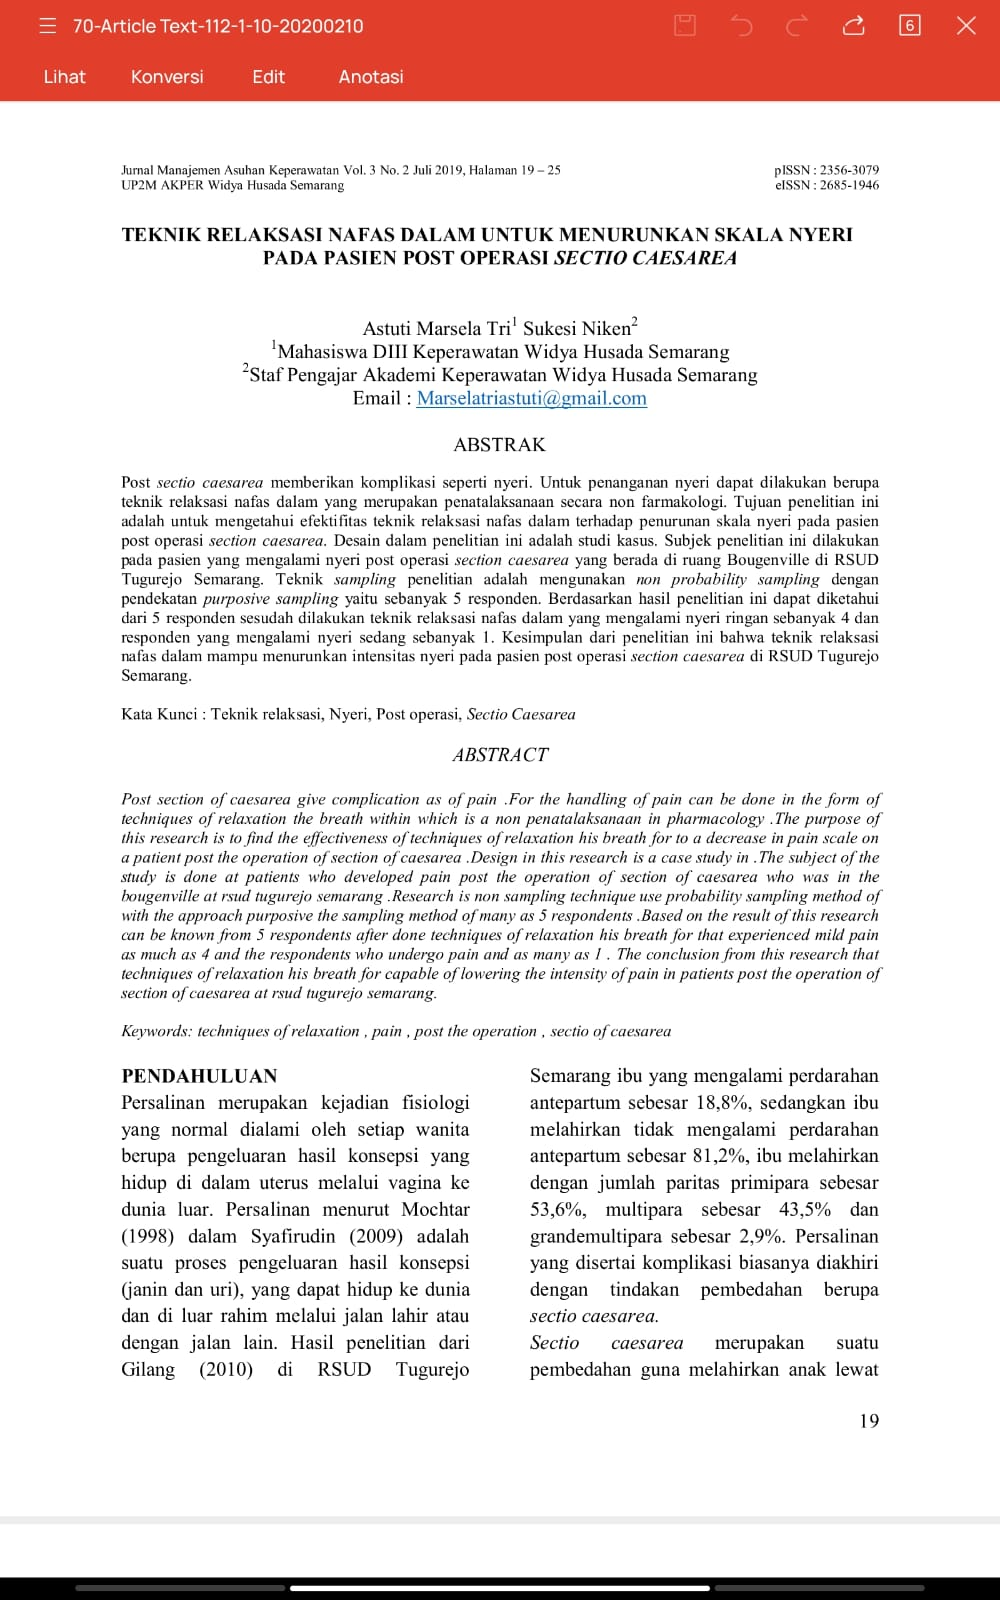 70-Article Text-112-1-10-20200210
6
Lihat Konversi Edit Anotasi
Jurnal Manajemen Asuhan Keperawatan Vol. 3 No. 2 Juli 2019, Halaman 19 – 25 pISSN : 2356-3079
UP2M AKPER Widya Husada Semarang eISSN : 2685-1946
TEKNIK RELAKSASI NAFAS DALAM UNTUK MENURUNKAN SKALA NYERI
PADA PASIEN POST OPERASI SECTIO CAESAREA
Astuti Marsela Tri1 Sukesi Niken2
1Mahasiswa DIII Keperawatan Widya Husada Semarang
2Staf Pengajar Akademi Keperawatan Widya Husada Semarang
Email : Marselatriastuti@gmail.com
ABSTRAK
Post sectio caesarea memberikan komplikasi seperti nyeri. Untuk penanganan nyeri dapat dilakukan berupa
teknik relaksasi nafas dalam yang merupakan penatalaksanaan secara non farmakologi. Tujuan penelitian ini
adalah untuk mengetahui efektifitas teknik relaksasi nafas dalam terhadap penurunan skala nyeri pada pasien
post operasi section caesarea. Desain dalam penelitian ini adalah studi kasus. Subjek penelitian ini dilakukan
pada pasien yang mengalami nyeri post operasi section caesarea yang berada di ruang Bougenville di RSUD
Tugurejo Semarang. Teknik sampling penelitian adalah mengunakan non probability sampling dengan
pendekatan purposive sampling yaitu sebanyak 5 responden. Berdasarkan hasil penelitian ini dapat diketahui
dari 5 responden sesudah dilakukan teknik relaksasi nafas dalam yang mengalami nyeri ringan sebanyak 4 dan
responden yang mengalami nyeri sedang sebanyak 1. Kesimpulan dari penelitian ini bahwa teknik relaksasi
nafas dalam mampu menurunkan intensitas nyeri pada pasien post operasi section caesarea di RSUD Tugurejo
Semarang.
Kata Kunci : Teknik relaksasi, Nyeri, Post operasi, Sectio Caesarea
ABSTRACT
Post section of caesarea give complication as of pain .For the handling of pain can be done in the form of
techniques of relaxation the breath within which is a non penatalaksanaan in pharmacology .The purpose of
this research is to find the effectiveness of techniques of relaxation his breath for to a decrease in pain scale on
a patient post the operation of section of caesarea .Design in this research is a case study in .The subject of the
study is done at patients who developed pain post the operation of section of caesarea who was in the
bougenville at rsud tugurejo semarang .Research is non sampling technique use probability sampling method of
with the approach purposive the sampling method of many as 5 respondents .Based on the result of this research
can be known from 5 respondents after done techniques of relaxation his breath for that experienced mild pain
as much as 4 and the respondents who undergo pain and as many as 1 . The conclusion from this research that
techniques of relaxation his breath for capable of lowering the intensity of pain in patients post the operation of
section of caesarea at rsud tugurejo semarang.
Keywords: techniques of relaxation , pain , post the operation , sectio of caesarea
PENDAHULUAN
Persalinan merupakan kejadian fisiologi
yang normal dialami oleh setiap wanita
berupa pengeluaran hasil konsepsi yang
hidup di dalam uterus melalui vagina ke
dunia luar. Persalinan menurut Mochtar
(1998) dalam Syafirudin (2009) adalah
suatu proses pengeluaran hasil konsepsi
(janin dan uri), yang dapat hidup ke dunia
dan di luar rahim melalui jalan lahir atau
dengan jalan lain. Hasil penelitian dari
Gilang (2010) di RSUD Tugurejo
Semarang ibu yang mengalami perdarahan
antepartum sebesar 18,8%, sedangkan ibu
melahirkan tidak mengalami perdarahan
antepartum sebesar 81,2%, ibu melahirkan
dengan jumlah paritas primipara sebesar
53,6%, multipara sebesar 43,5% dan
grandemultipara sebesar 2,9%. Persalinan
yang disertai komplikasi biasanya diakhiri
dengan tindakan pembedahan berupa
sectio caesarea.
Sectio caesarea merupakan suatu
pembedahan guna melahirkan anak lewat
19